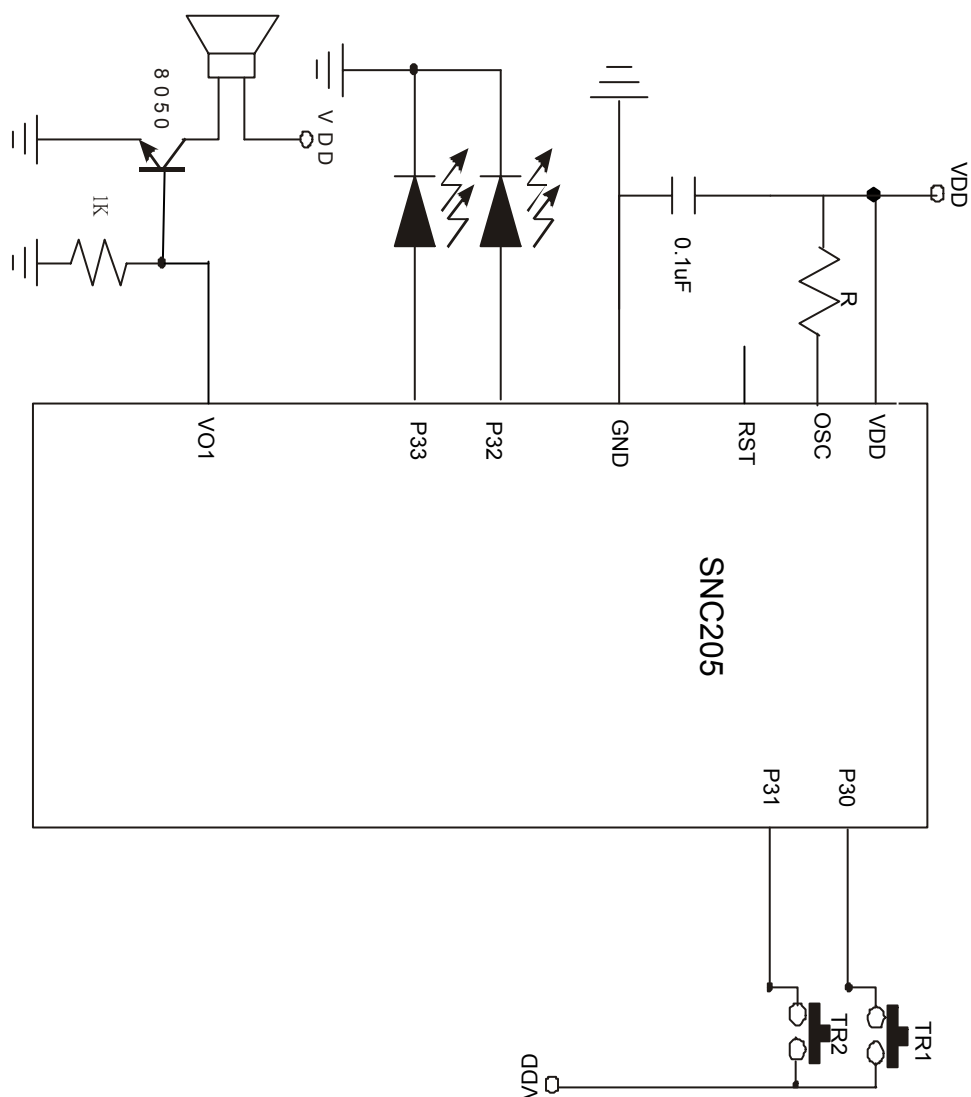 VDD
VDD
8050
1K
0.1uF
R
VO1
P33
P32
GND
RST
OSC
VDD
SNC205
P31
P30
TR2
TR1
VDD